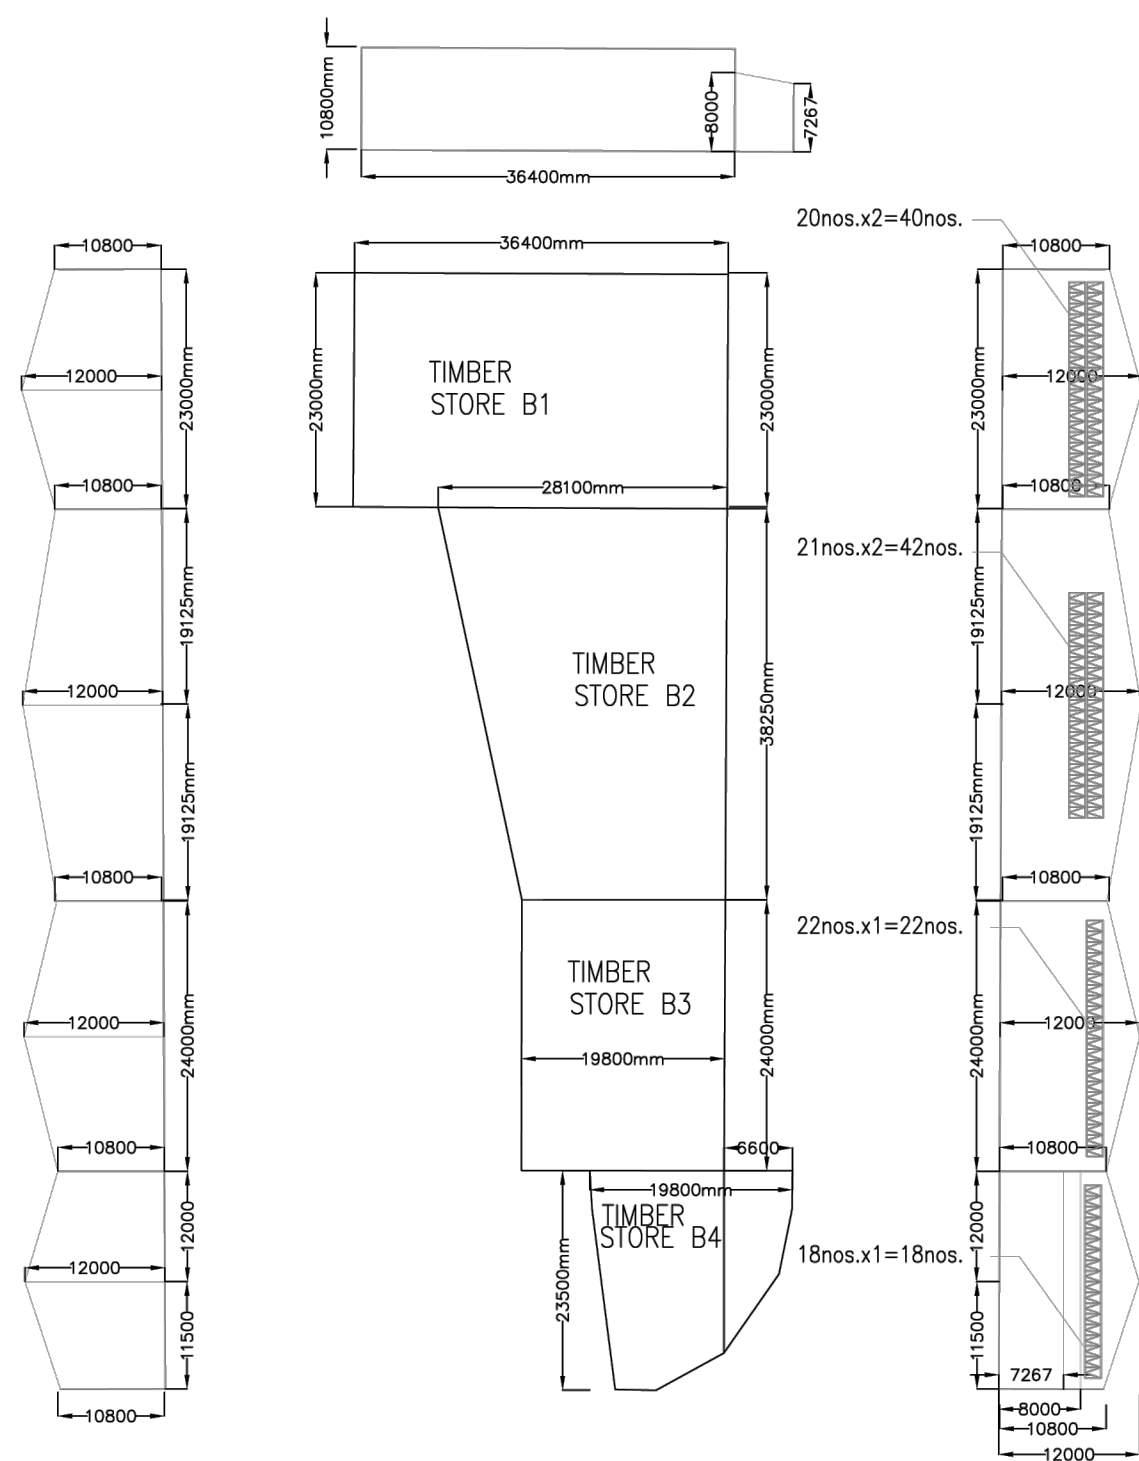 10800mm
8000
7267
36400mm
20nos.x2=40nos.
10800
36400mm
10800
12000
23000mm
23000mm
TIMBER
STORE B1
23000mm
23000mm
12000
10800
28100mm
10800
21nos.x2=42nos.
19125mm
19125mm
12000
TIMBER
STORE B2
38250mm
12000
19125mm
19125mm
10800
10800
22nos.x1=22nos.
12000
24000mm
TIMBER
STORE B3
24000mm
24000mm
12000
19800mm
10800
6600
10800
19800mm
12000
TIMBER
STORE B4
12000
18nos.x1=18nos.
12000
23500mm
11500
11500
7267
10800
8000
10800
12000